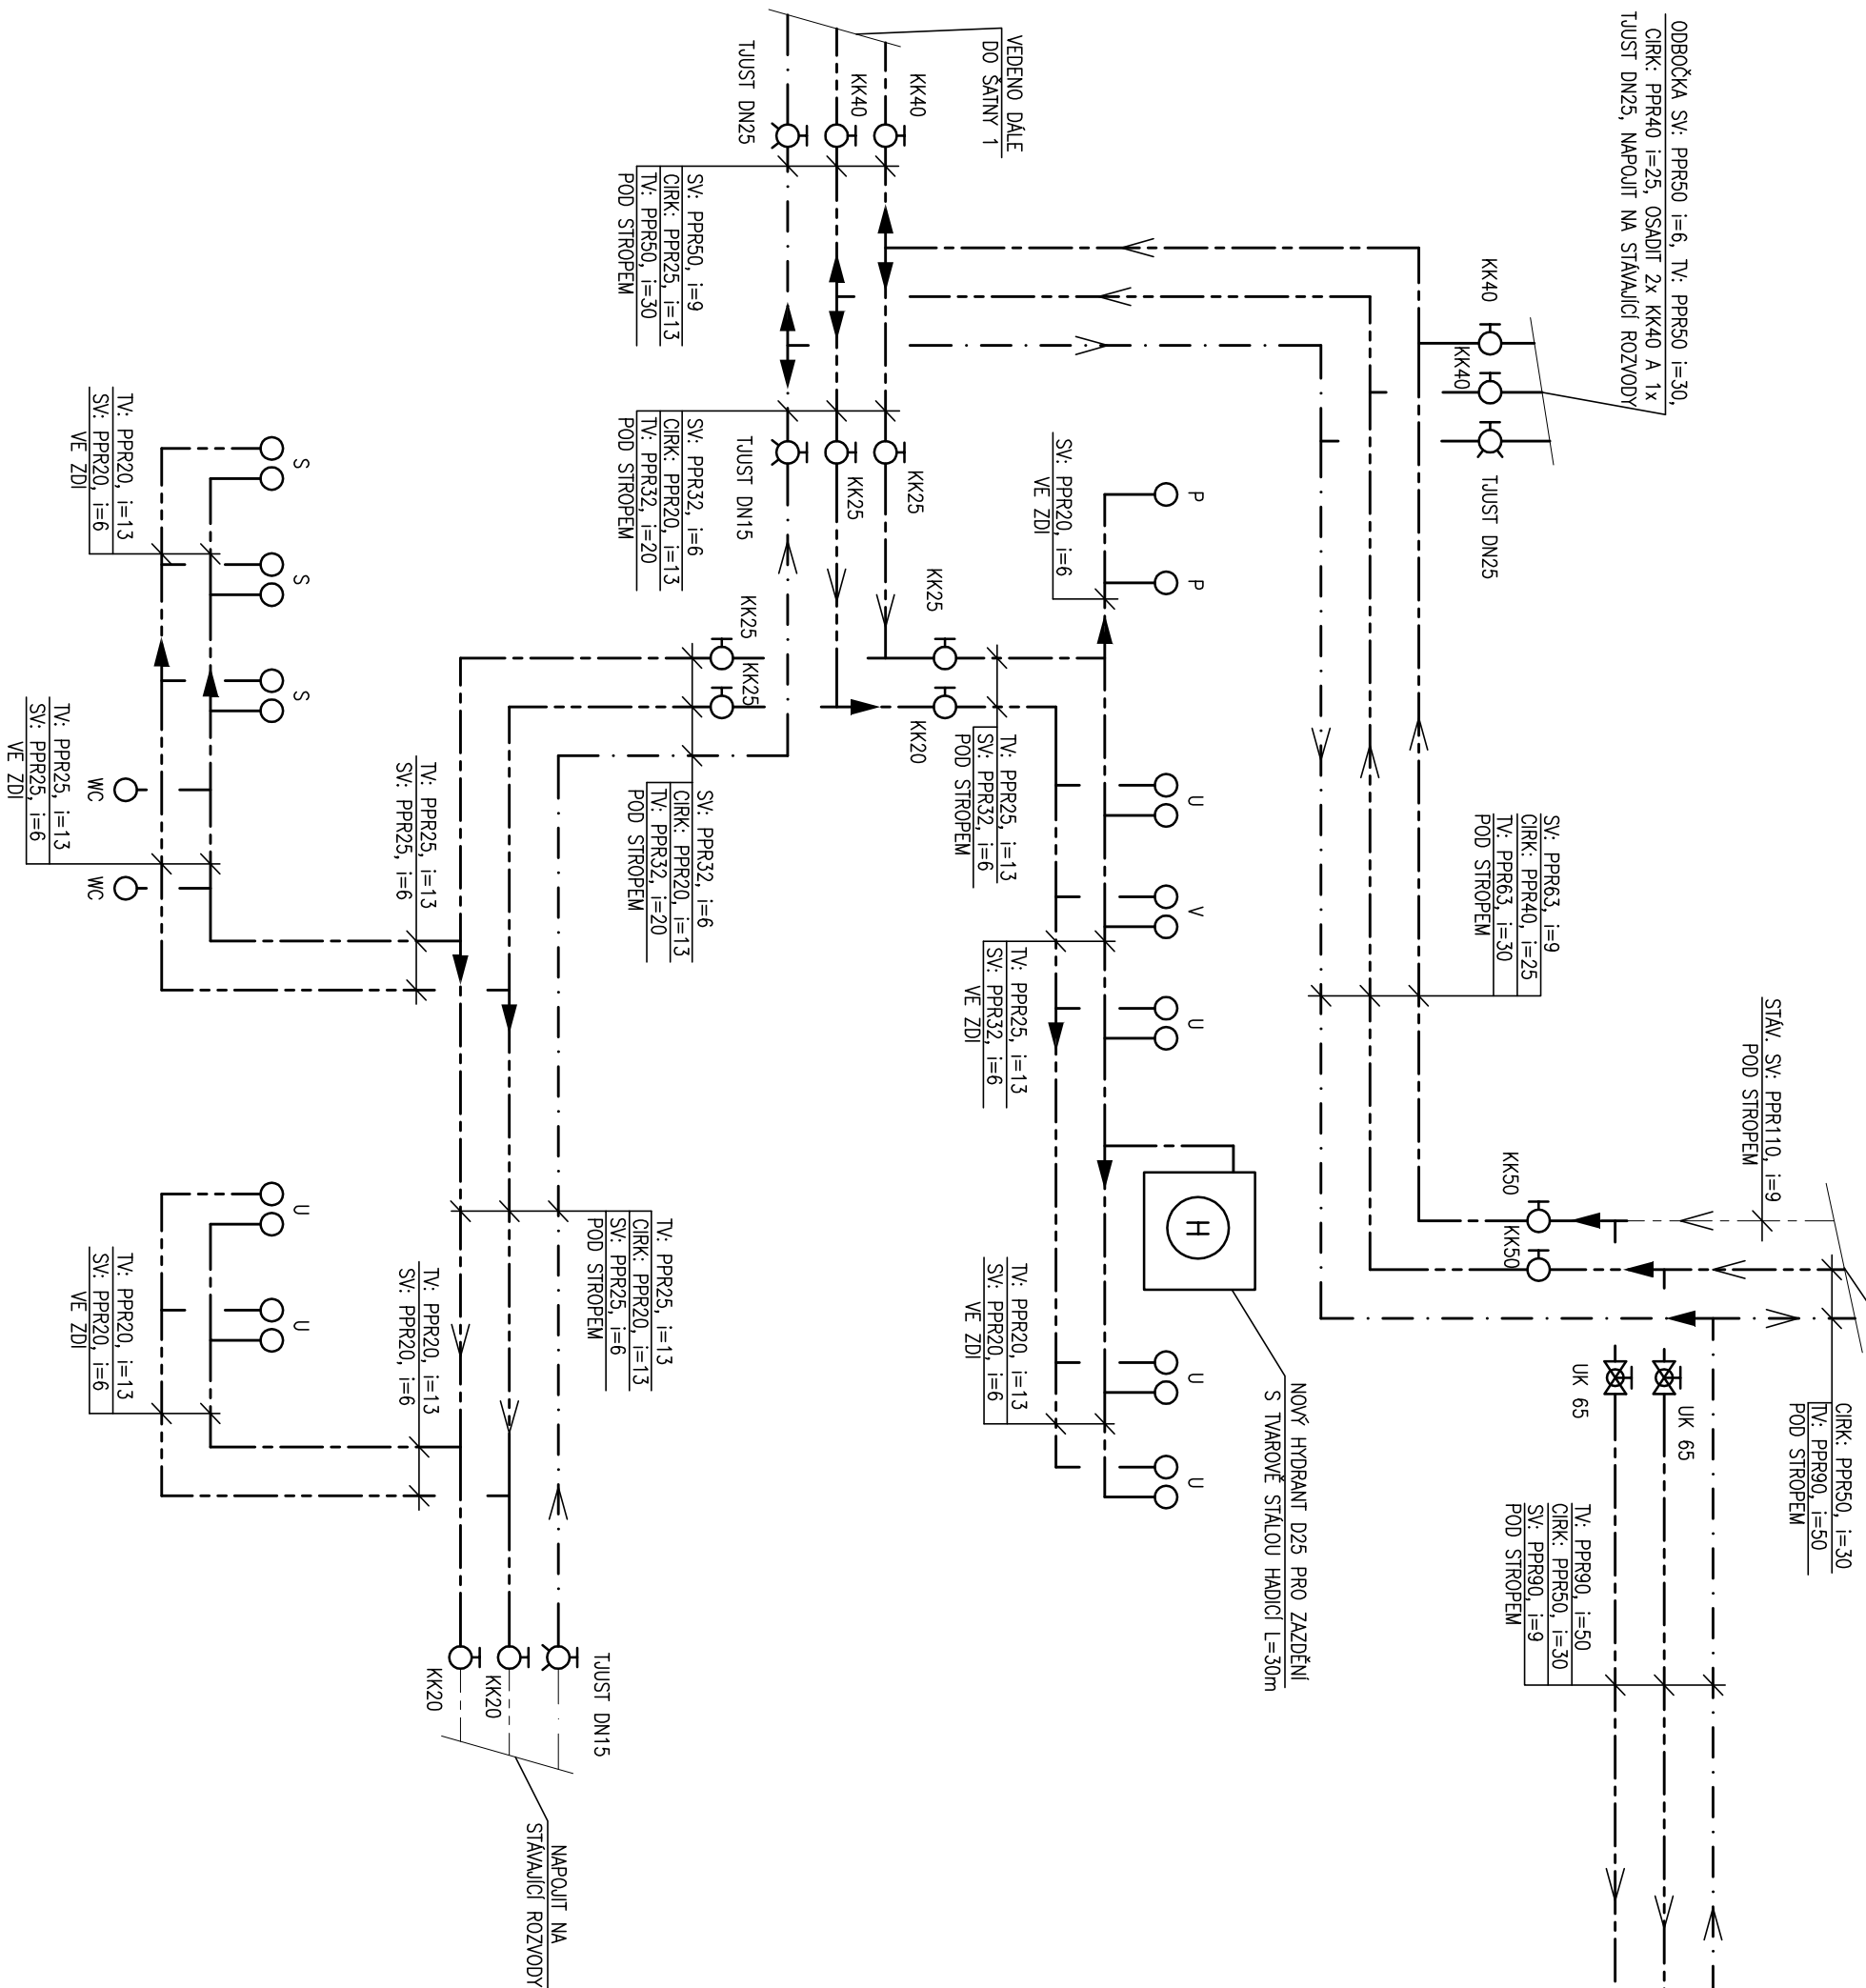 ODBOČKA SV: PPR50 i=6, TV: PPR50 i=30,
CIRK: PPR40 i=25, OSADIT 2x KK40 A 1x
TJUST DN25, NAPOJIT NA STÁVAJÍCÍ ROZVODY
KK40
KK40
TJUST DN25
VEDENO DÁLE
DO ŠATNY 1
KK40
KK40
TJUST DN25
SV: PPR50, i=9
CIRK: PPR25, i=13
TV: PPR50, i=30
POD STROPEM
SV: PPR32, i=6
CIRK: PPR20, i=13
TV: PPR32, i=20
POD STROPEM
KK25
KK25
TJUST DN15
SV: PPR20, i=6
VE ZDI
P
P
KK25
KK20
KK25
KK25
TV: PPR25, i=13
SV: PPR32, i=6
POD STROPEM
SV: PPR32, i=6
CIRK: PPR20, i=13
TV: PPR32, i=20
POD STROPEM
SV: PPR63, i=9
CIRK: PPR40, i=25
TV: PPR63, i=30
POD STROPEM
STÁV. SV: PPR110, i=9
POD STROPEM
KK50
KK50
CIRK: PPR50, i=30
TV: PPR90, i=50
POD STROPEM
UK 65
UK 65
TV: PPR90, i=50
CIRK: PPR50, i=30
SV: PPR90, i=9
POD STROPEM
U
V
U
TV: PPR25, i=13
SV: PPR32, i=6
VE ZDI
H
NOVÝ HYDRANT D25 PRO ZAZDĚNÍ
S TVAROVĚ STÁLOU HADICÍ L=30m
U
U
TV: PPR20, i=13
SV: PPR20, i=6
VE ZDI
S
S
S
TV: PPR20, i=13
SV: PPR20, i=6
VE ZDI
WC
WC
TV: PPR25, i=13
SV: PPR25, i=6
VE ZDI
TV: PPR25, i=13
SV: PPR25, i=6
TV: PPR25, i=13
CIRK: PPR20, i=13
SV: PPR25, i=6
POD STROPEM
U
U
TV: PPR20, i=13
SV: PPR20, i=6
VE ZDI
TV: PPR20, i=13
SV: PPR20, i=6
TJUST DN15
KK20
KK20
NAPOJIT NA
STÁVAJÍCÍ ROZVODY